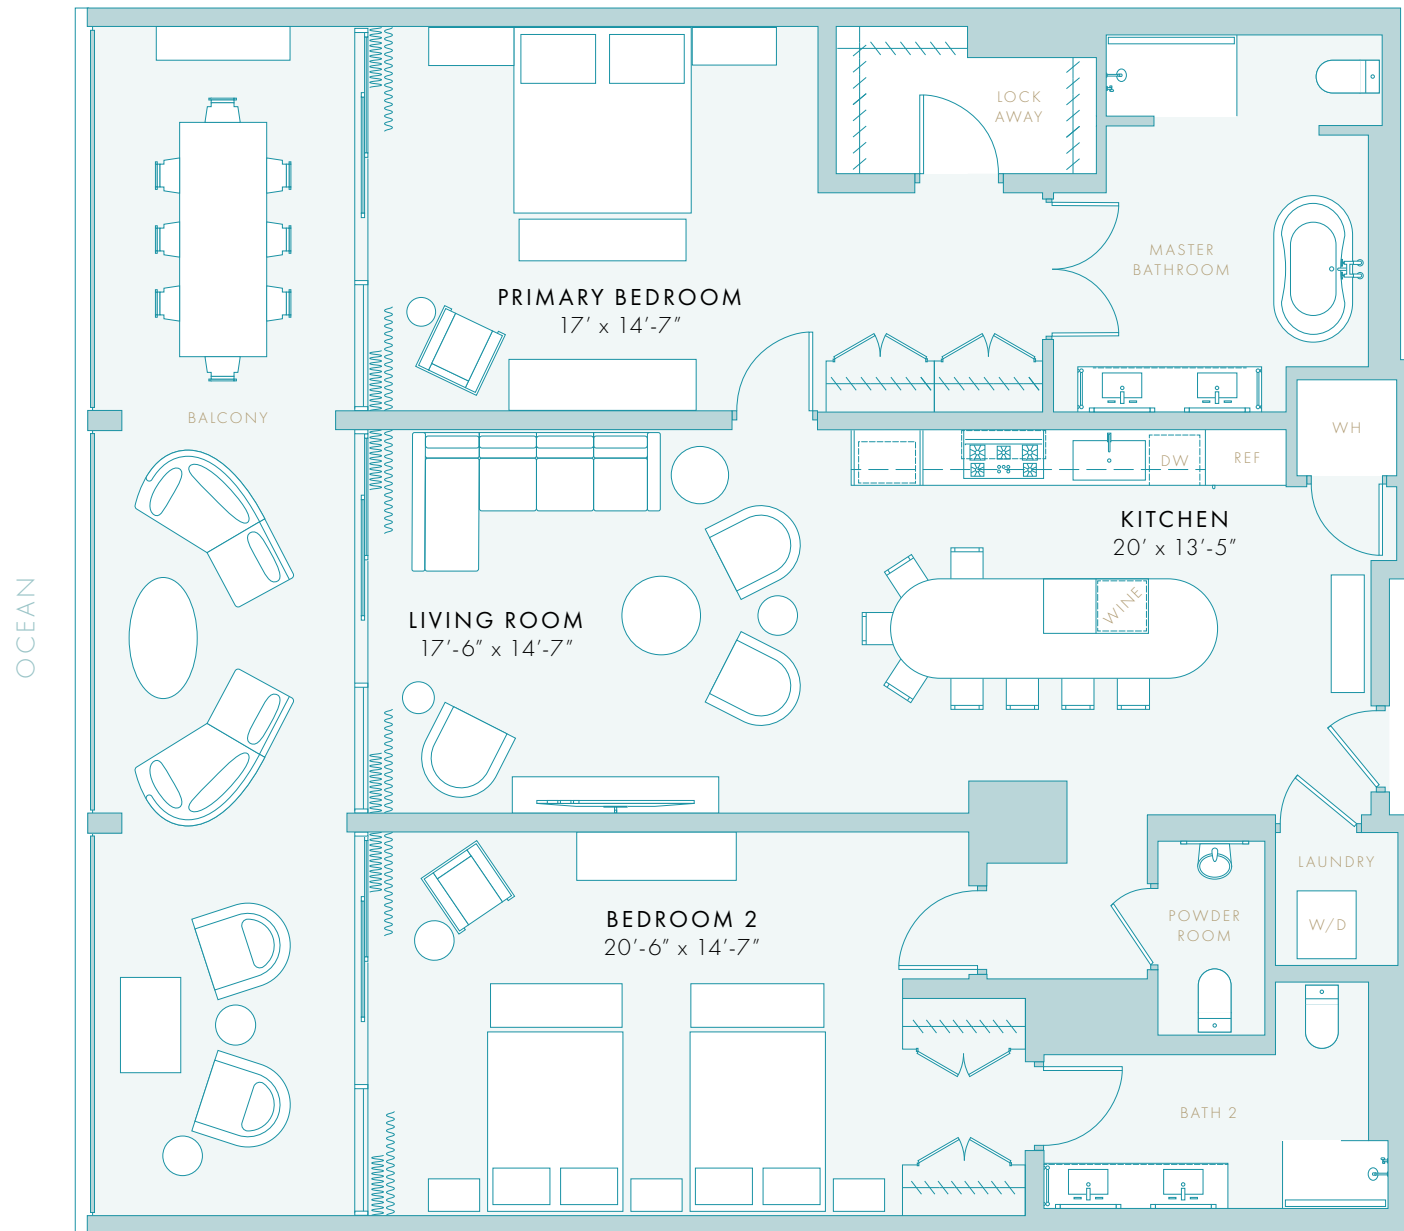 LOCK
AWAY
MASTER
BATHROOM
PRIMARY BEDROOM
17’ x 14’-7”
BALCONY
WH
DW
REF
KITCHEN
20’ x 13’-5”
OCEAN
WINE
LIVING ROOM
17’-6” x 14’-7”
LAUNDRY
POWDER
ROOM
W/D
BEDROOM 2
20’-6” x 14’-7”
BATH 2